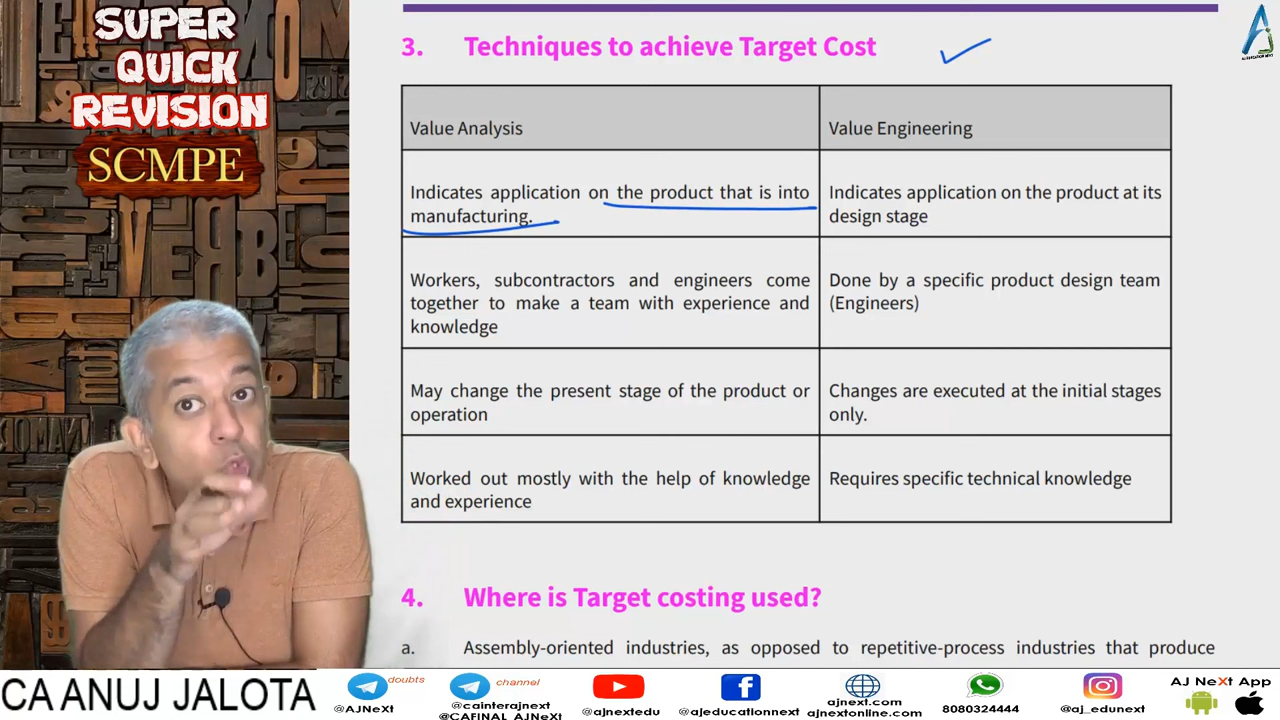 SUPER
QUICK
REVISION
SCMPE
3. Techniques to achieve Target Cost
Value Analysis
Value Engineering
Indicates application on the product that is into
manufacturing.
Indicates application on the product at its
design stage
Workers, subcontractors and engineers come
together to make a team with experience and
knowledge
Done by a specific product design team
(Engineers)
May change the present stage of the product or
operation
Changes are executed at the initial stages
only.
Worked out mostly with the help of knowledge
and experience
Requires specific technical knowledge
4. Where is Target costing used?
a. Assembly-oriented industries, as opposed to repetitive-process industries that produce
CA ANUJ JALOTA
doubts
@AJNeXt
channel
@cainterajnext
@CAFINAL_AJNeXt
@ajnextedu
@ajeducationnext
ajnext.com
ajnextonline.com
8080324444
@aj_edunext
AJ NeXt App